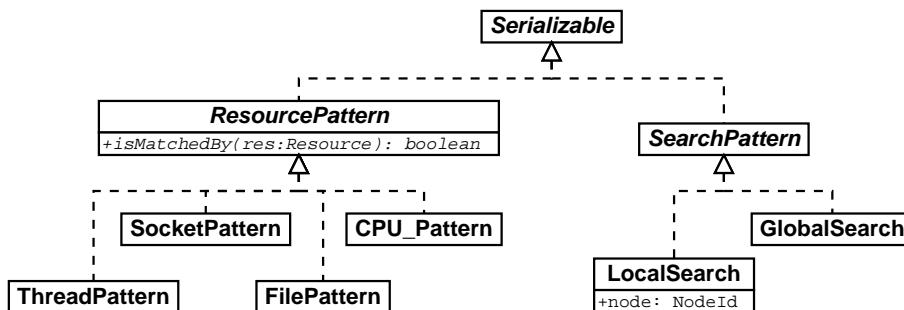 Serializable
ResourcePattern
+isMatchedBy(res:Resource): boolean
SearchPattern
SocketPattern
CPU_Pattern
GlobalSearch
ThreadPattern
FilePattern
LocalSearch
+node: NodeId